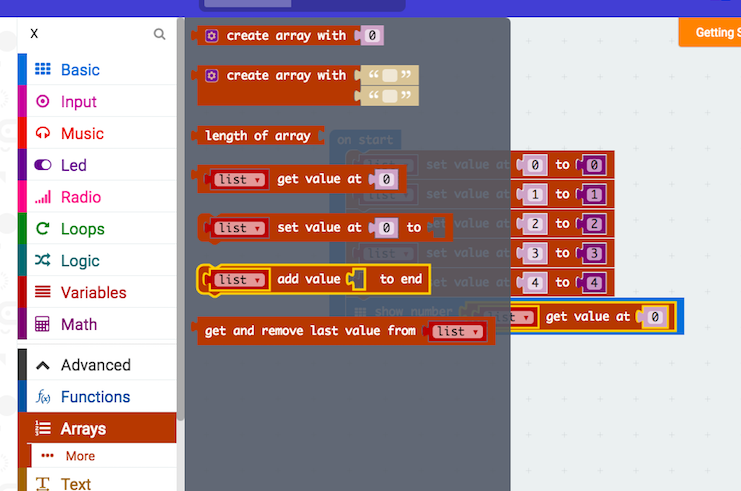 X
Getting S
Basic
Input
Music
Led
Radio
Loops
Logic
Variables
Math
Advanced
Functions
Arrays
More
Text
create array with 0
create array with “ ”
“ ”
length of array
list get value at 0
list set value at 0 to
list add value to end
get and remove last value from list
on start
list set value at 0 to 0
list set value at 1 to 1
set value at 2 to 2
list set value at 3 to 3
set value at 4 to 4
show number list get value at 0